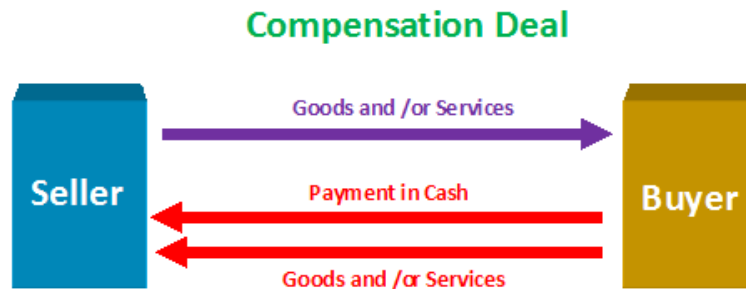 Compensation Deal
Goods and /or Services
Seller
Payment in Cash
Buyer
Goods and /or Services